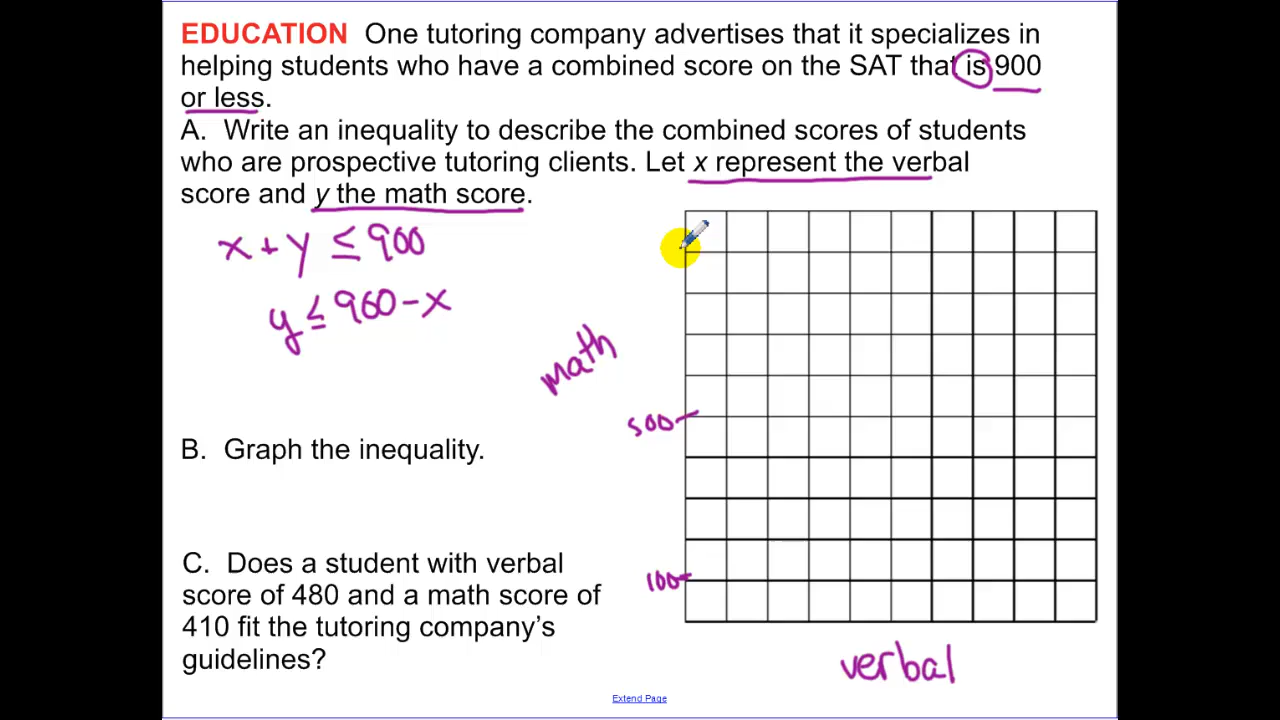 EDUCATION One tutoring company advertises that it specializes in
helping students who have a combined score on the SAT that is 900
or less.
A. Write an inequality to describe the combined scores of students
who are prospective tutoring clients. Let x represent the verbal
score and y the math score.
x + y ≤ 900
y ≤ 960 - x
math
500
B. Graph the inequality.
C. Does a student with verbal
score of 480 and a math score of
100
410 fit the tutoring company's
guidelines?
verbal
Extend Page